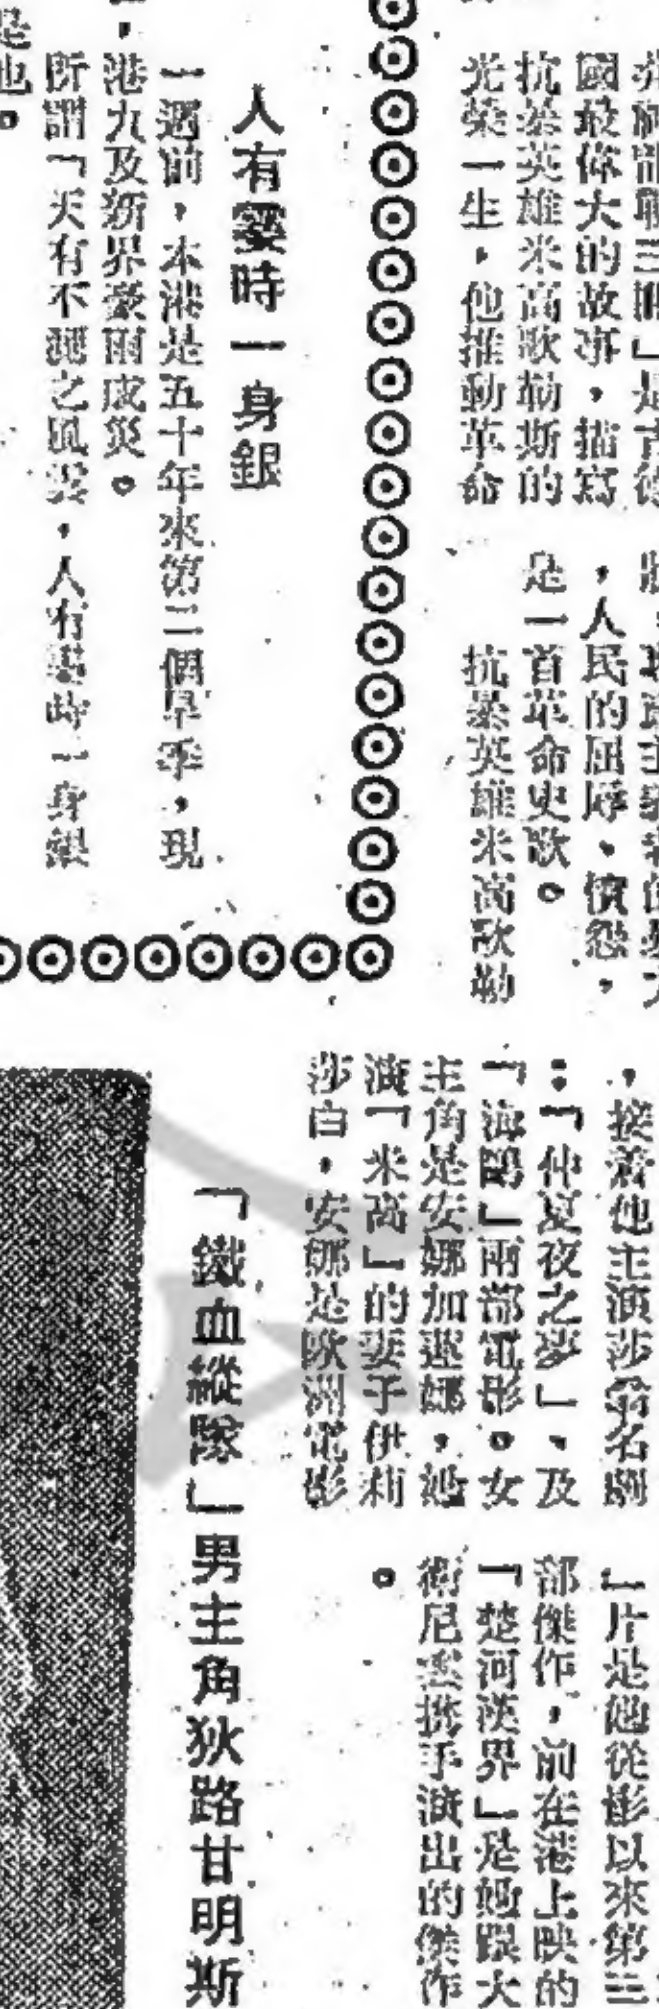 國最偉大的故事,描寫
抗暴英雄米高歌勒斯的
光榮一生,他推動革命
,人民的屈辱、憤怨,
是一首革命史歌。
抗暴英雄米高歌勒
人有霎時一身銀
一週前,本港是五十年來第二個旱季,現
,港九及新界豪雨成災。
所謂「天有不測之風雲,人有霎時一身銀
是也。
,接着他主演莎翁名劇
:「仲夏夜之夢」、及
「海鷗」兩部電影。女
主角是安娜加蓮娜,她
演「米高」的妻子伊莉
莎白,安娜是歐洲電影
」片是他從影以來第三
部傑作,前在港上映的
「楚河漢界」是她跟大
衛尼雲携手演出的傑作
。
「鐵血縱隊」男主角狄路甘明斯